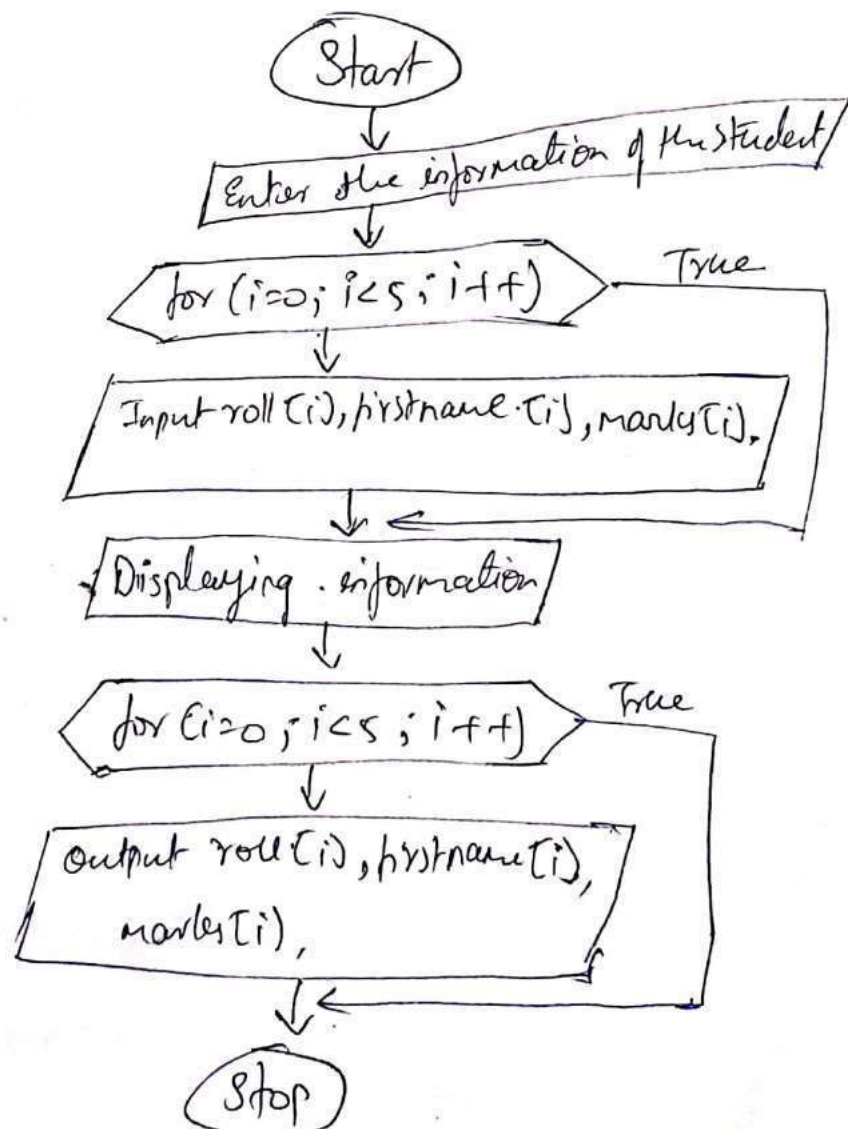 Start
Enter the information of the student
for (i=0; i<5; i++)
True
Input roll[i], firstname.[i], marks[i].
Displaying . information
for (i=0; i<5; i++)
True
Output roll[i], firstname[i],
marks[i],
Stop